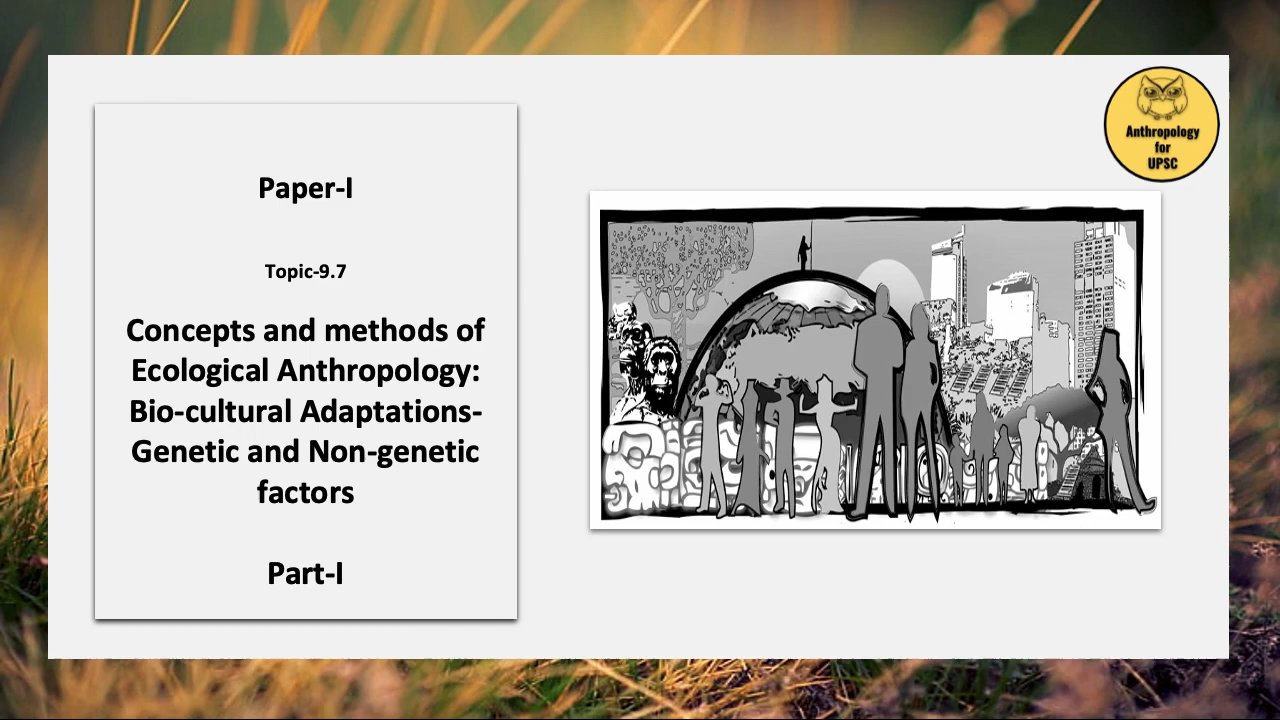 Paper-I
Topic-9.7
Concepts and methods of
Ecological Anthropology:
Bio-cultural Adaptations-
Genetic and Non-genetic
factors
Part-I
Anthropology
for
UPSC